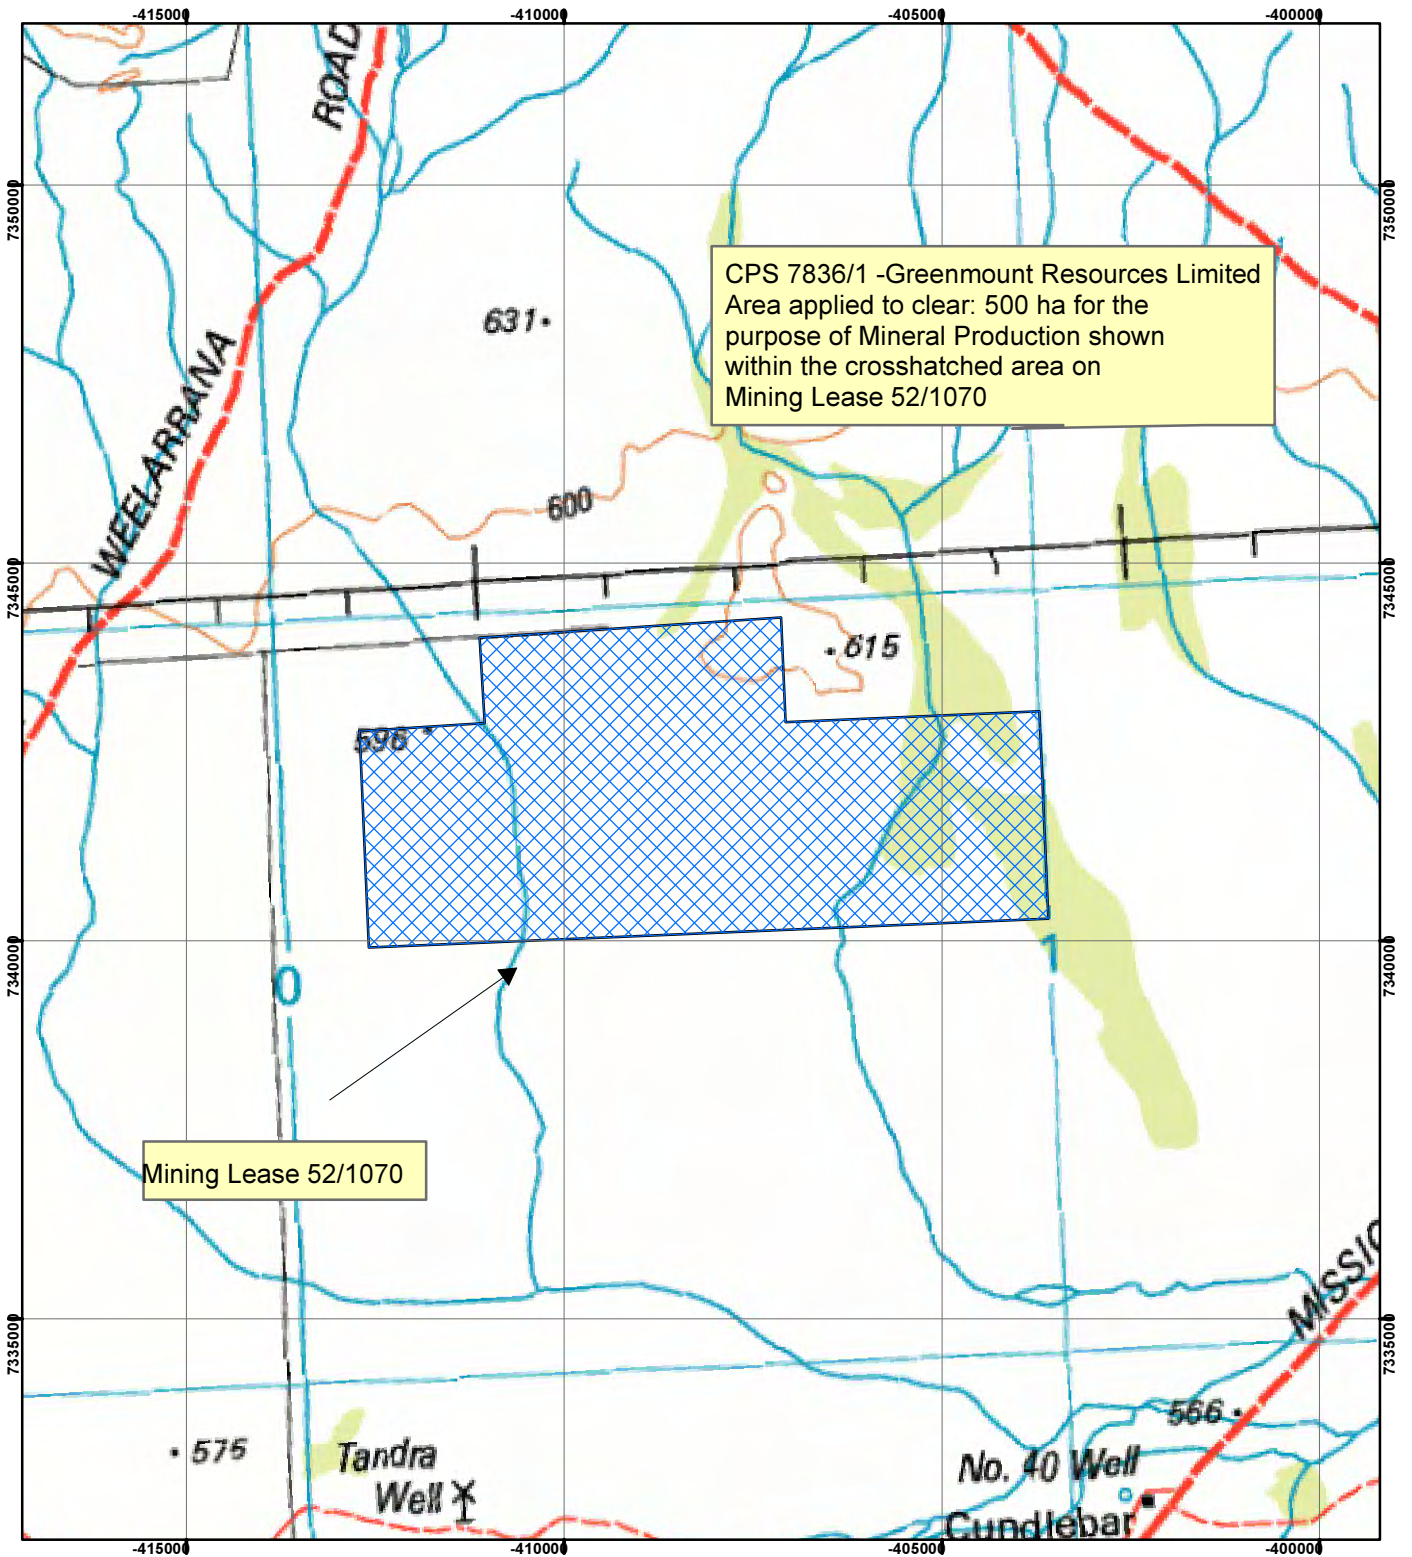 -415000
-410000
-405000
-400000
ROAD
7350000
7350000
CPS 7836/1 -Greenmount Resources Limited
Area applied to clear: 500 ha for the
purpose of Mineral Production shown
within the crosshatched area on
Mining Lease 52/1070
631
WEELARRANA
600
7345000
7345000
615
596
7340000
7340000
0
1
Mining Lease 52/1070
MISSIO
7335000
7335000
566
575
Tandra
Well
No. 40 Well
Cundlebar
-415000
-410000
-405000
-400000